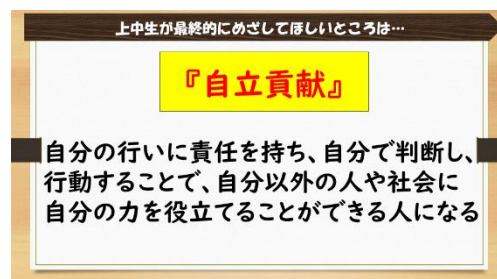 上中生が最終的にめざしてほしいところは…
『自立貢献』
自分の行いに責任を持ち、自分で判断し、
行動することで、自分以外の人や社会に
自分の力を役立てることができる人になる